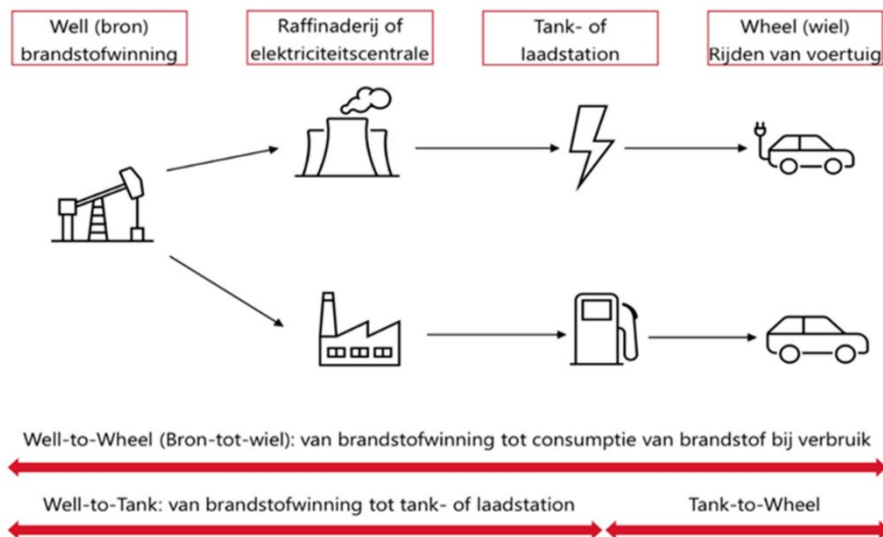 Well (bron)
brandstofwinning
Raffinaderij of
elektriciteitscentrale
Tank- of
laadstation
Wheel (wiel)
Rijden van voertuig
Well-to-Wheel (Bron-tot-wiel): van brandstofwinning tot consumptie van brandstof bij verbruik
Well-to-Tank: van brandstofwinning tot tank- of laadstation
Tank-to-Wheel